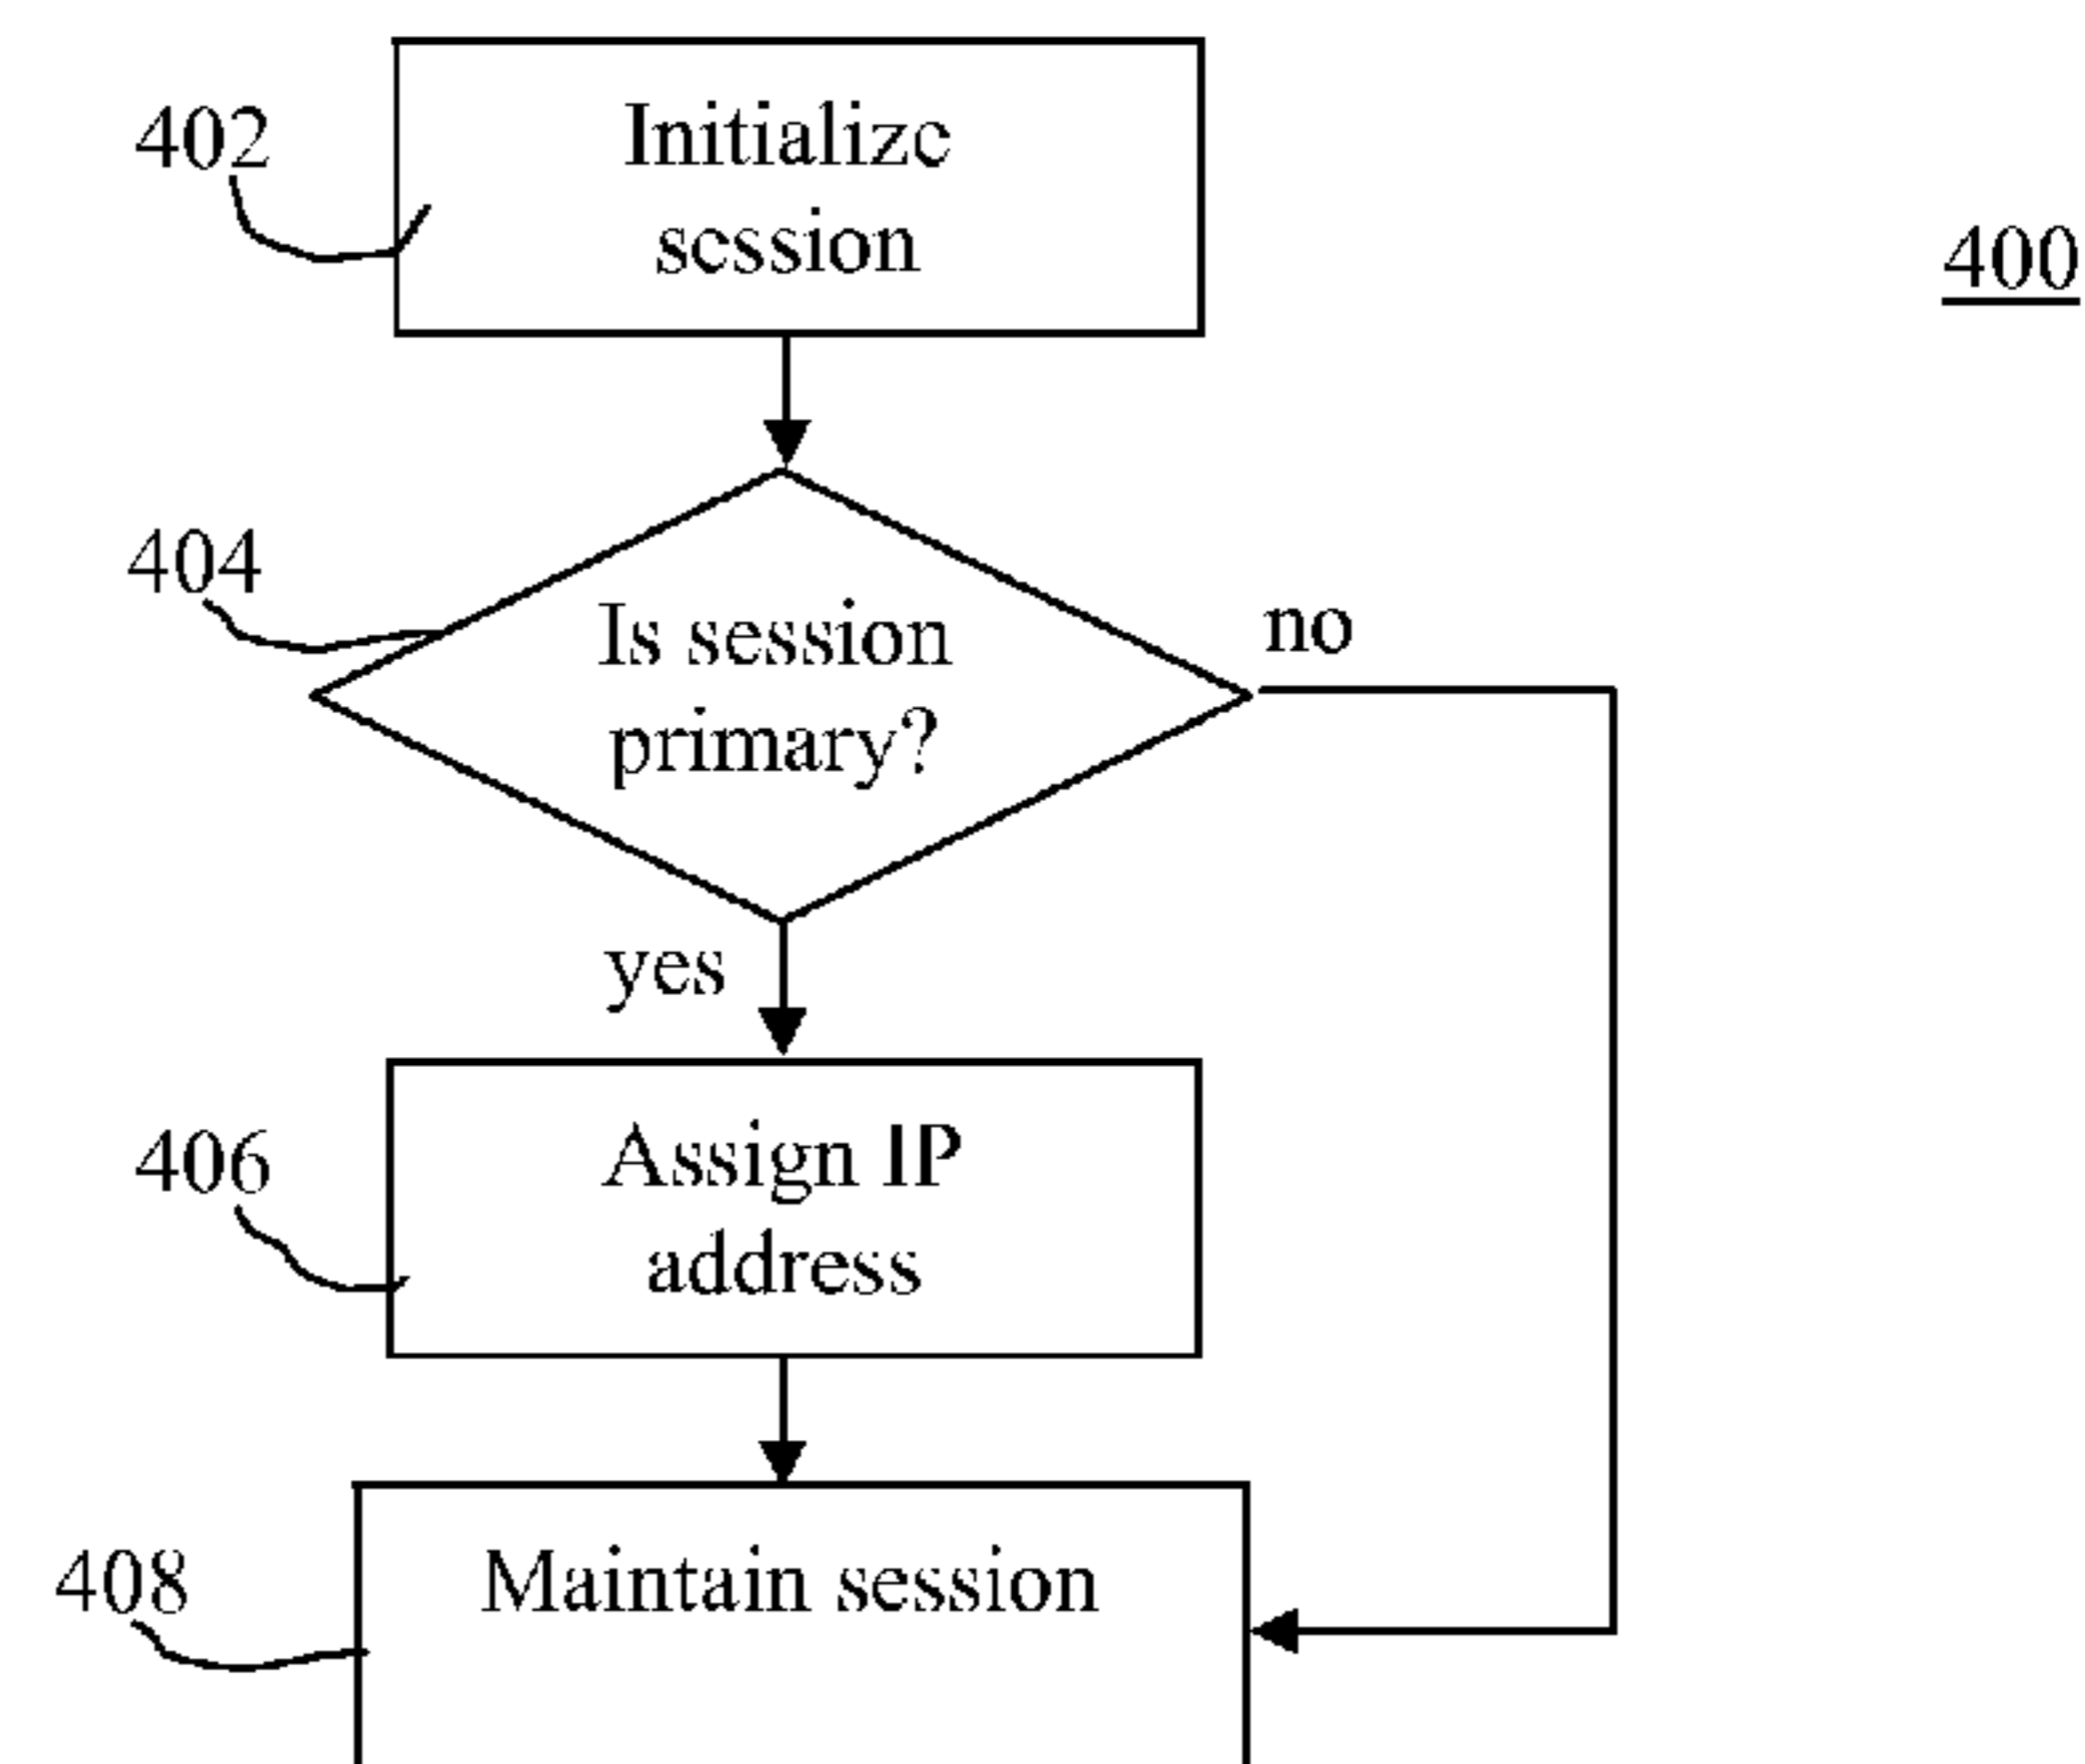 402
Initialize
session
400
404
Is session
primary?
no
yes
406
Assign IP
address
408
Maintain session